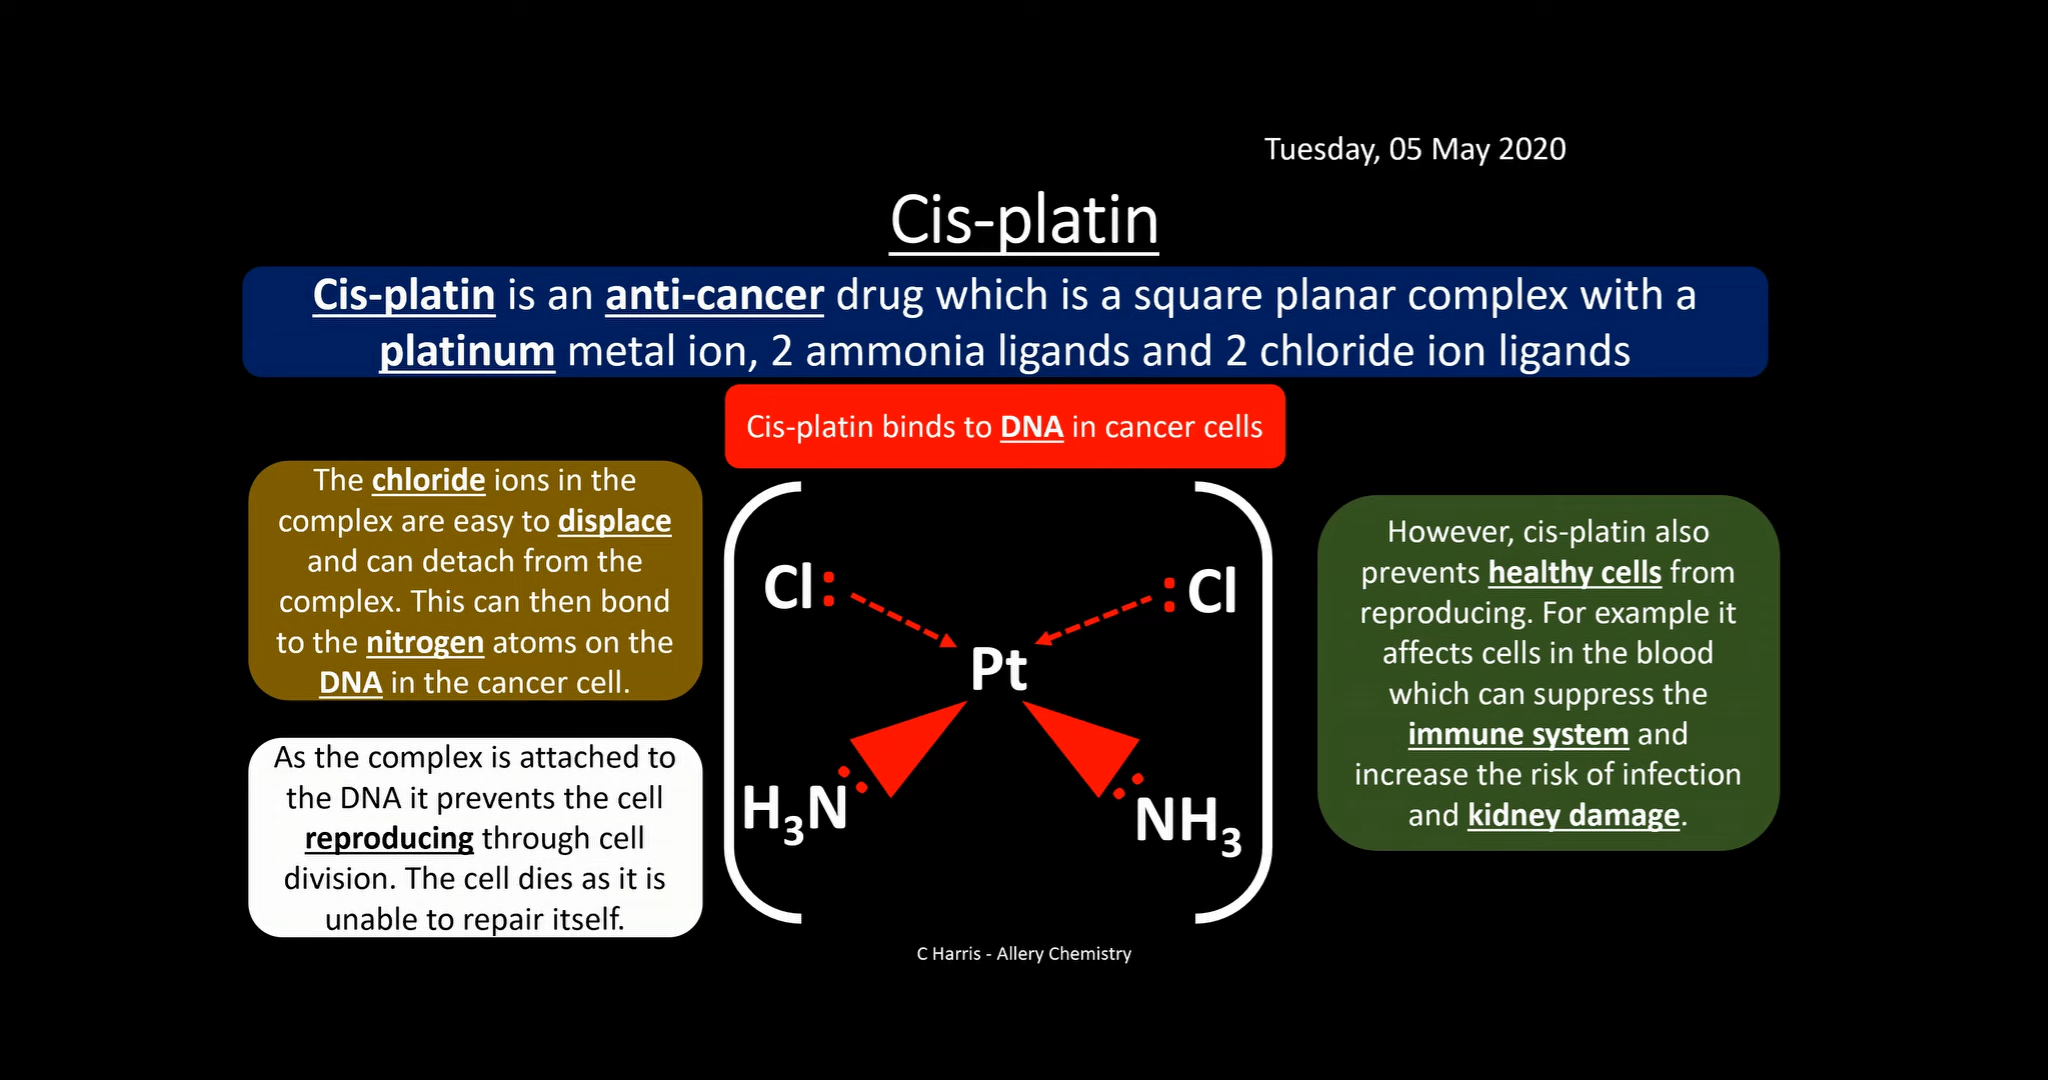 Tuesday, 05 May 2020
Cis-platin
Cis-platin is an anti-cancer drug which is a square planar complex with a
platinum metal ion, 2 ammonia ligands and 2 chloride ion ligands
Cis-platin binds to DNA in cancer cells
The chloride ions in the
complex are easy to displace
and can detach from the
complex. This can then bond
to the nitrogen atoms on the
DNA in the cancer cell.
As the complex is attached to
the DNA it prevents the cell
reproducing through cell
division. The cell dies as it is
unable to repair itself.
Cl: :Cl
Pt
H₃N: :NH₃
However, cis-platin also
prevents healthy cells from
reproducing. For example it
affects cells in the blood
which can suppress the
immune system and
increase the risk of infection
and kidney damage.
C Harris - Allery Chemistry